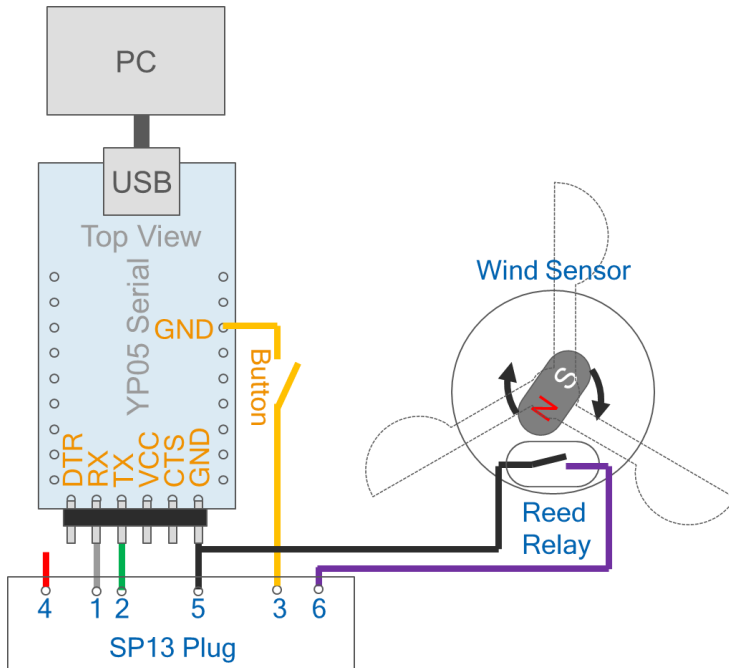 PC
USB
Top View
YP05 Serial
GND
Button
DTR
RX
TX
VCC
CTS
GND
Wind Sensor
S
N
Reed
Relay
4 1 2 5 3 6
SP13 Plug